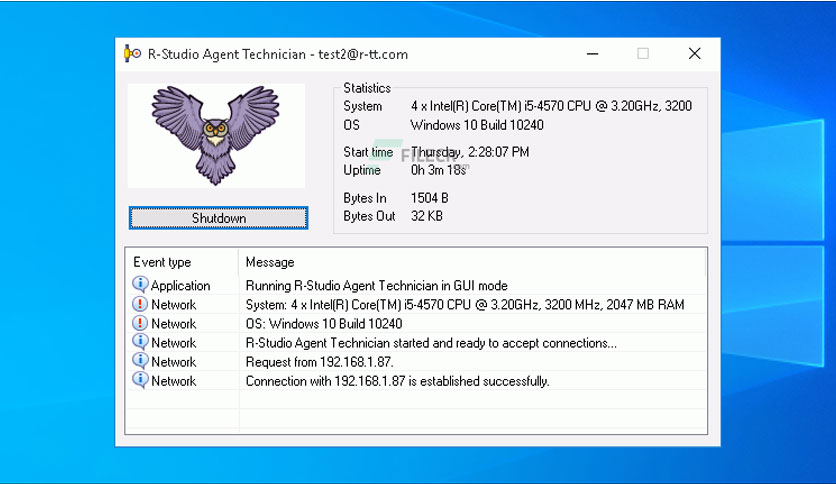 R-Studio Agent Technician - test2@r-tt.com
Statistics
System 4 x Intel(R) Core(TM) i5-4570 CPU @ 3.20GHz, 3200
OS Windows 10 Build 10240
Start time Thursday, 2:28:07 PM
FILECR
Uptime 0h 3m 18s
Bytes In 1504 B
Bytes Out 32 KB
Shutdown
Event type Message
Application Running R-Studio Agent Technician in GUI mode
Network System: 4 x Intel(R) Core(TM) i5-4570 CPU @ 3.20GHz, 3200 MHz, 2047 MB RAM
Network OS: Windows 10 Build 10240
Network R-Studio Agent Technician started and ready to accept connections...
Network Request from 192.168.1.87.
Network Connection with 192.168.1.87 is established successfully.